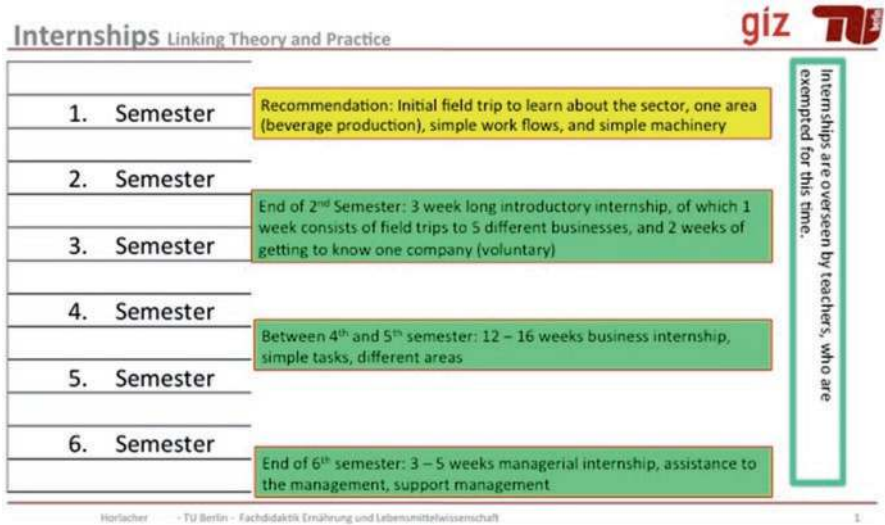 Internships Linking Theory and Practice
giz
TU
berlin
1. Semester
Recommendation: Initial field trip to learn about the sector, one area
(beverage production), simple work flows, and simple machinery
2. Semester
End of 2nd Semester: 3 week long introductory internship, of which 1
week consists of field trips to 5 different businesses, and 2 weeks of
getting to know one company (voluntary)
3. Semester
4. Semester
Between 4th and 5th semester: 12 – 16 weeks business internship,
simple tasks, different areas
5. Semester
6. Semester
End of 6th semester: 3 – 5 weeks managerial internship, assistance to
the management, support management
Internships are overseen by teachers, who are
exempted for this time.
Horlacher - TU Berlin - Fachdidaktik Ernährung und Lebensmittelwissenschaft
1